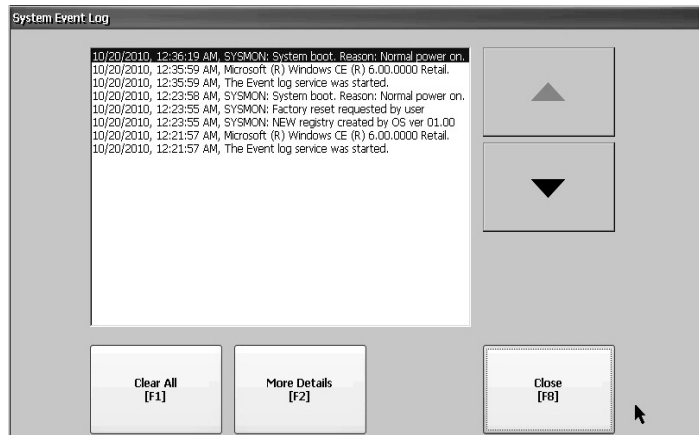 System Event Log
10/20/2010, 12:36:19 AM, SYSMON: System boot. Reason: Normal power on.
10/20/2010, 12:35:59 AM, Microsoft (R) Windows CE (R) 6.00.0000 Retail.
10/20/2010, 12:35:59 AM, The Event log service was started.
10/20/2010, 12:23:58 AM, SYSMON: System boot. Reason: Normal power on.
10/20/2010, 12:23:55 AM, SYSMON: Factory reset requested by user
10/20/2010, 12:23:55 AM, SYSMON: NEW registry created by OS ver 01.00
10/20/2010, 12:21:57 AM, Microsoft (R) Windows CE (R) 6.00.0000 Retail.
10/20/2010, 12:21:57 AM, The Event log service was started.
Clear All
[F1]
More Details
[F2]
Close
[F8]